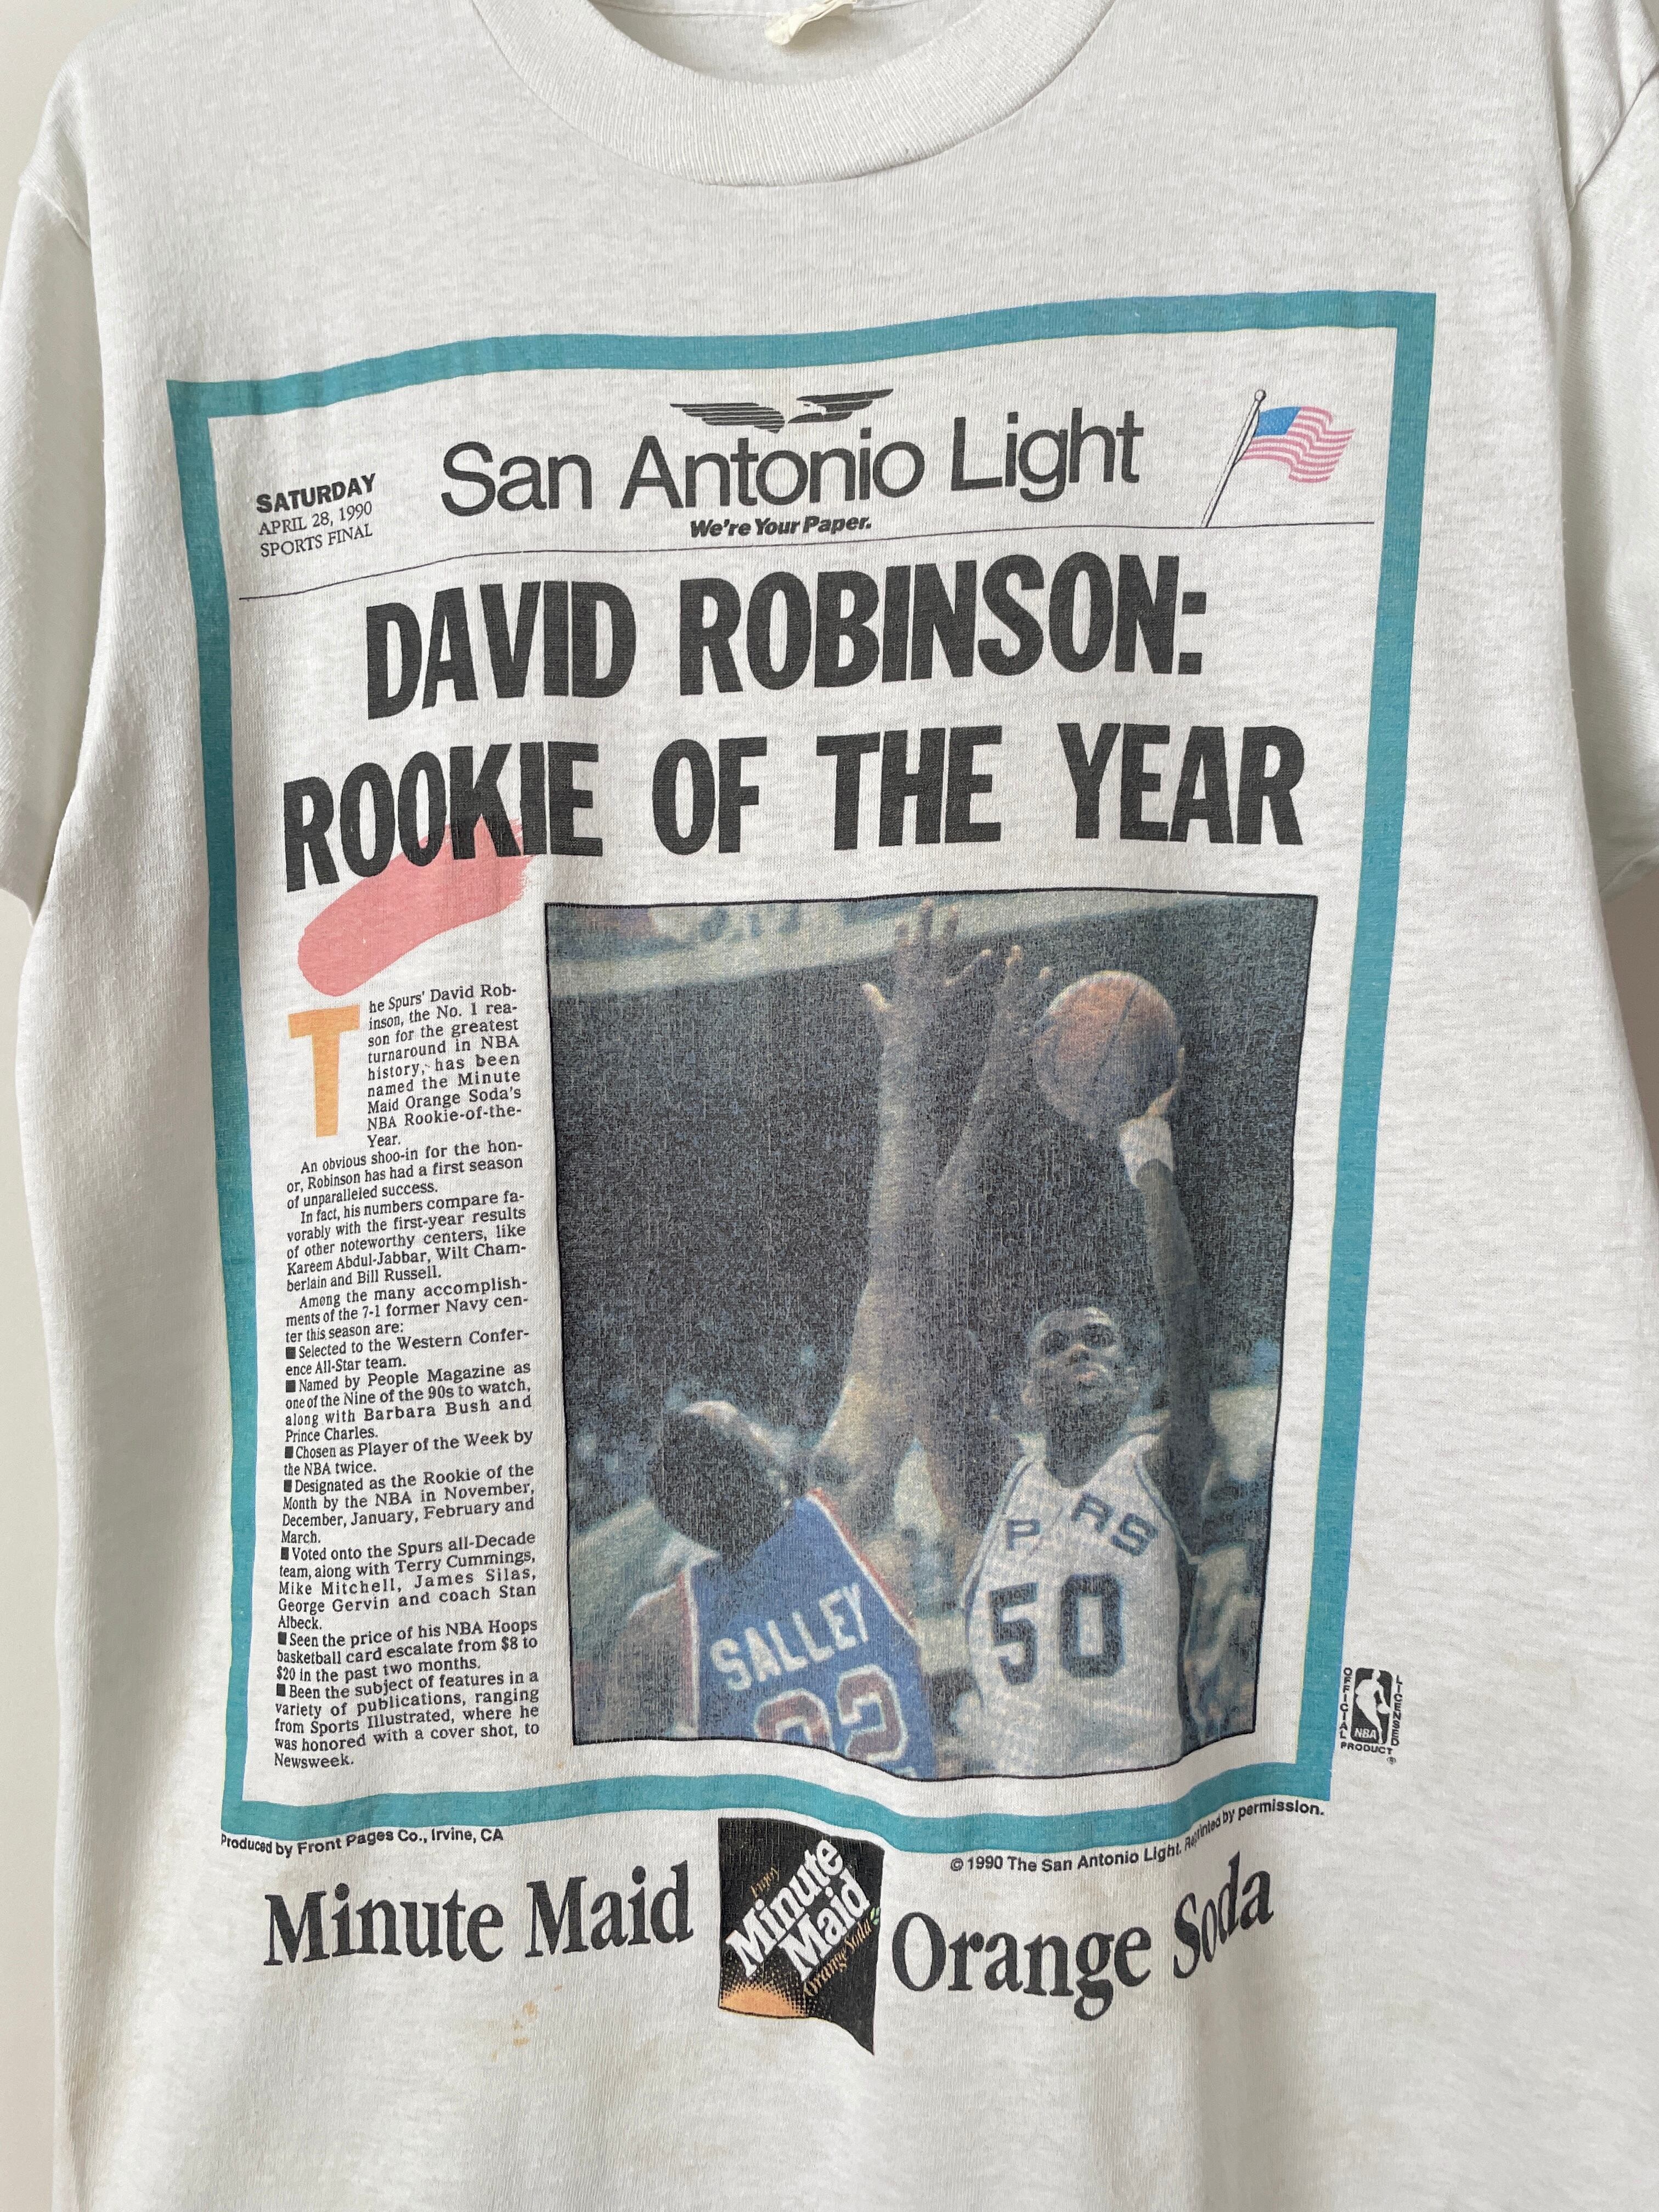 San Antonio Light
We're Your Paper.
SATURDAY
APRIL 28, 1990
SPORTS FINAL
DAVID ROBINSON:
ROOKIE OF THE YEAR
The Spurs' David Rob-
inson, the No. 1 rea-
son for the greatest
turnaround in NBA
history, has been
named the Minute
Maid Orange Soda's
NBA Rookie-of-the-
Year.
An obvious shoo-in for the hon-
or, Robinson has had a first season
of unparalleled success.
In fact, his numbers compare fa-
vorably with the first-year results
of other noteworthy centers, like
Kareem Abdul-Jabbar, Wilt Cham-
berlain and Bill Russell.
Among the many accomplish-
ments of the 7-1 former Navy cen-
ter this season are:
■ Selected to the Western Confer-
ence All-Star team.
■ Named by People Magazine as
one of the Nine of the 90s to watch,
along with Barbara Bush and
Prince Charles.
■ Chosen as Player of the Week by
the NBA twice.
■ Designated as the Rookie of the
Month by the NBA in November,
December, January, February and
March.
■ Voted onto the Spurs all-Decade
team, along with Terry Cummings,
Mike Mitchell, James Silas,
George Gervin and coach Stan
Albeck.
■ Seen the price of his NBA Hoops
basketball card escalate from $8 to
$20 in the past two months.
■ Been the subject of features in a
variety of publications, ranging
from Sports Illustrated, where he
was honored with a cover shot, to
Newsweek.
P RS
50
SALLEY
22
OFFICIAL
LICENSED
NBA
PRODUCT
®
Produced by Front Pages Co., Irvine, CA
© 1990 The San Antonio Light. Reprinted by permission.
Minute Maid
Enjoy
Minute
Maid
Orange Soda
Orange Soda